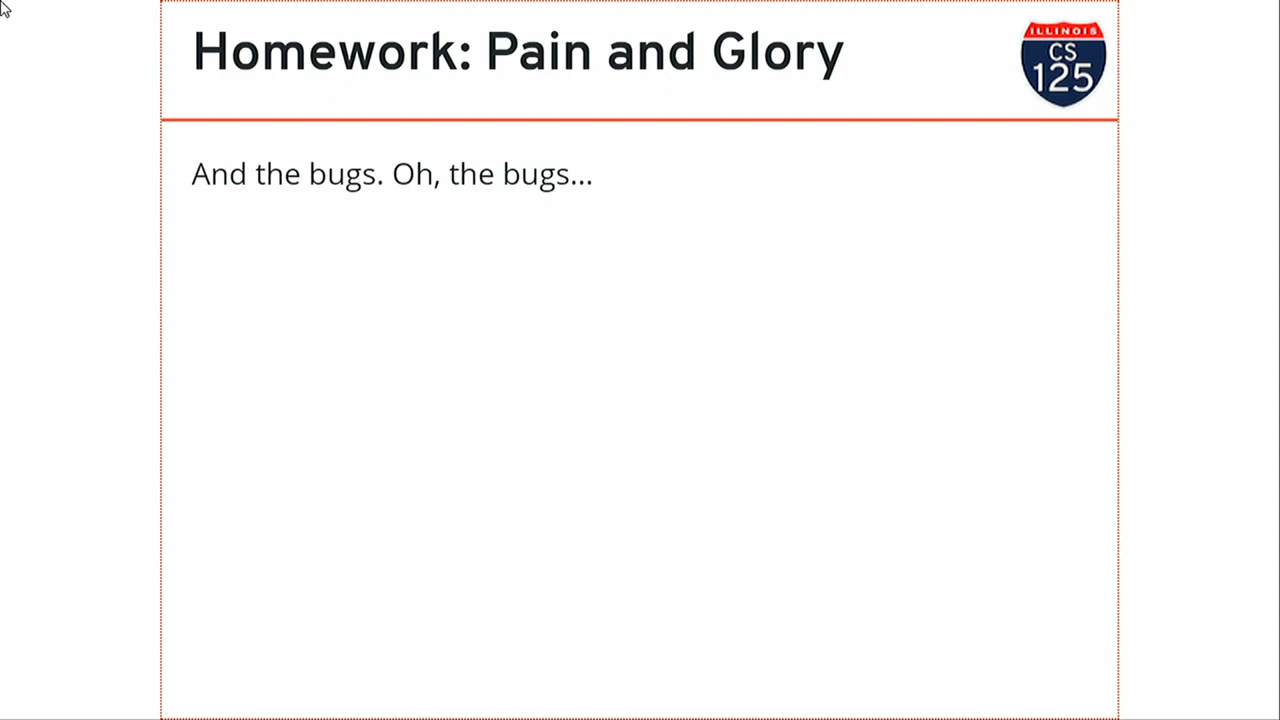 Homework: Pain and Glory
ILLINOIS
CS
125
And the bugs. Oh, the bugs...